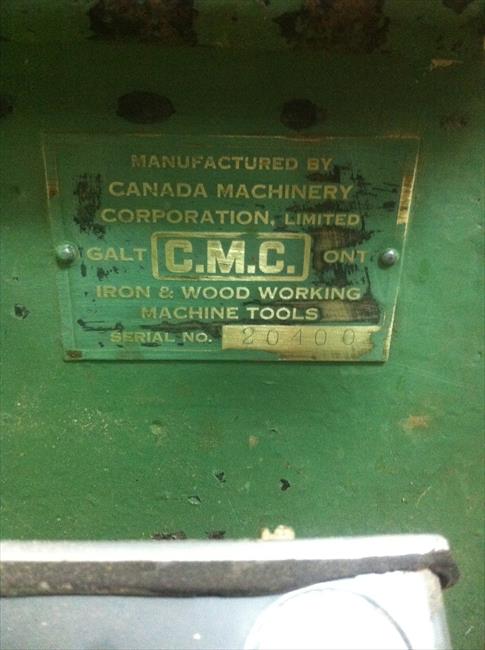 MANUFACTURED BY
CANADA MACHINERY
CORPORATION, LIMITED
GALT C.M.C. ONT
IRON & WOOD WORKING
MACHINE TOOLS
SERIAL NO. 20400